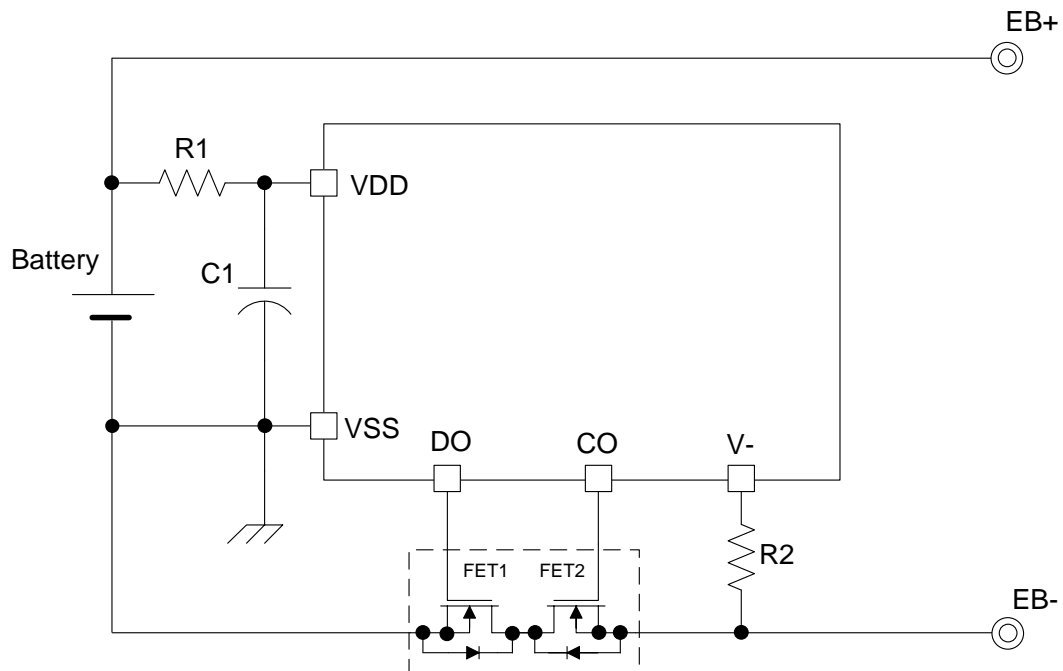 EB+
R1
VDD
Battery
C1
VSS
DO
CO
V-
FET1
FET2
R2
EB-